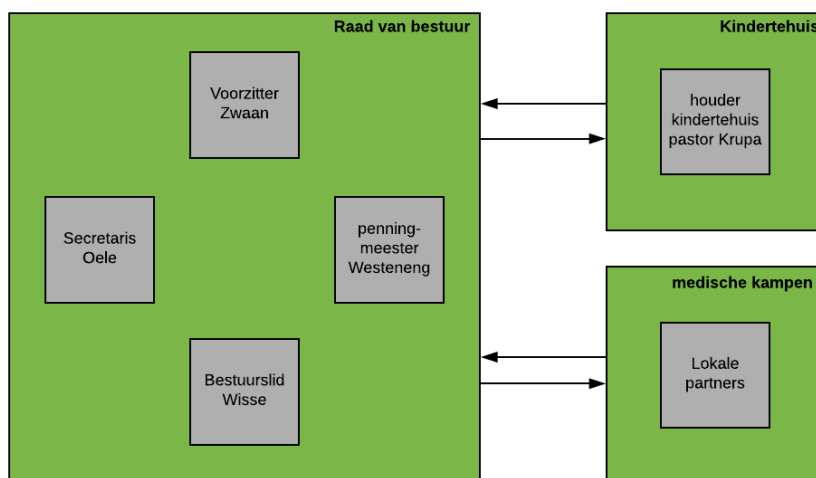 Raad van bestuur
Voorzitter
Zwaan
Secretaris
Oele
penning-
meester
Westeneng
Bestuurslid
Wisse
Kindertehuis
houder
kindertehuis
pastor Krupa
medische kampen
Lokale
partners